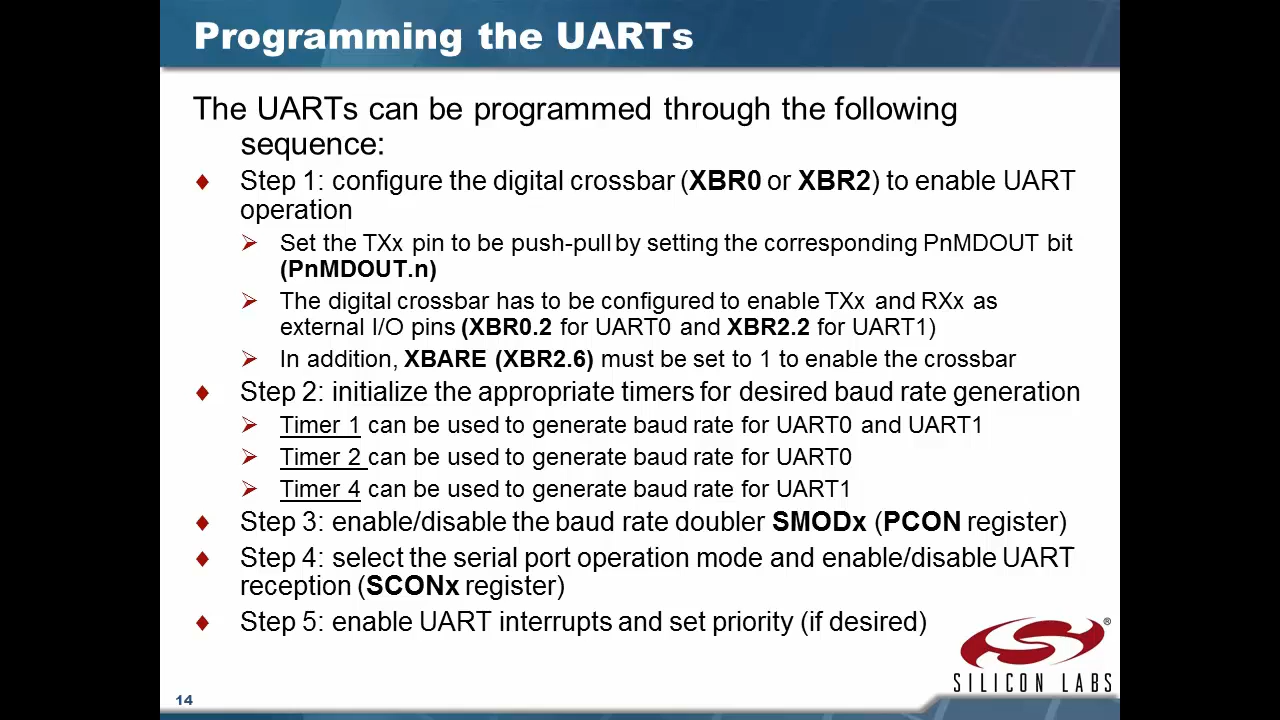 Programming the UARTs
The UARTs can be programmed through the following
sequence:
♦ Step 1: configure the digital crossbar (XBR0 or XBR2) to enable UART
operation
➢ Set the TXx pin to be push-pull by setting the corresponding PnMDOUT bit
(PnMDOUT.n)
➢ The digital crossbar has to be configured to enable TXx and RXx as
external I/O pins (XBR0.2 for UART0 and XBR2.2 for UART1)
➢ In addition, XBARE (XBR2.6) must be set to 1 to enable the crossbar
♦ Step 2: initialize the appropriate timers for desired baud rate generation
➢ Timer 1 can be used to generate baud rate for UART0 and UART1
➢ Timer 2 can be used to generate baud rate for UART0
➢ Timer 4 can be used to generate baud rate for UART1
♦ Step 3: enable/disable the baud rate doubler SMODx (PCON register)
♦ Step 4: select the serial port operation mode and enable/disable UART
reception (SCONx register)
♦ Step 5: enable UART interrupts and set priority (if desired)
®
SILICON LABS
14